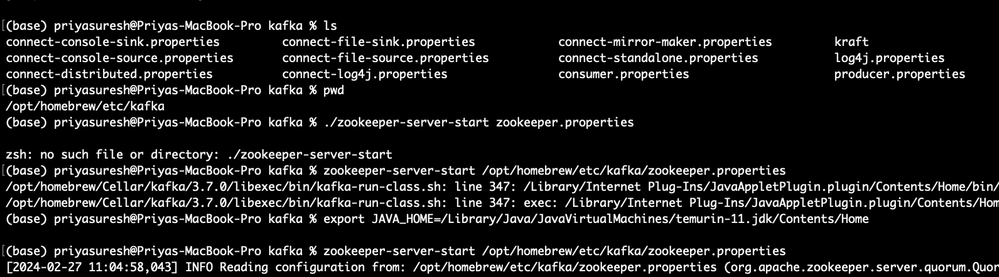 (base) priyasuresh@Priyas-MacBook-Pro kafka % ls
connect-console-sink.properties connect-file-sink.properties connect-mirror-maker.properties kraft
connect-console-source.properties connect-file-source.properties connect-standalone.properties log4j.properties
connect-distributed.properties connect-log4j.properties consumer.properties producer.properties
(base) priyasuresh@Priyas-MacBook-Pro kafka % pwd
/opt/homebrew/etc/kafka
(base) priyasuresh@Priyas-MacBook-Pro kafka % ./zookeeper-server-start zookeeper.properties
zsh: no such file or directory: ./zookeeper-server-start
(base) priyasuresh@Priyas-MacBook-Pro kafka % zookeeper-server-start /opt/homebrew/etc/kafka/zookeeper.properties
/opt/homebrew/Cellar/kafka/3.7.0/libexec/bin/kafka-run-class.sh: line 347: /Library/Internet Plug-Ins/JavaAppletPlugin.plugin/Contents/Home/bin/
/opt/homebrew/Cellar/kafka/3.7.0/libexec/bin/kafka-run-class.sh: line 347: exec: /Library/Internet Plug-Ins/JavaAppletPlugin.plugin/Contents/Hom
(base) priyasuresh@Priyas-MacBook-Pro kafka % export JAVA_HOME=/Library/Java/JavaVirtualMachines/temurin-11.jdk/Contents/Home
(base) priyasuresh@Priyas-MacBook-Pro kafka % zookeeper-server-start /opt/homebrew/etc/kafka/zookeeper.properties
[2024-02-27 11:04:58,043] INFO Reading configuration from: /opt/homebrew/etc/kafka/zookeeper.properties (org.apache.zookeeper.server.quorum.Quor